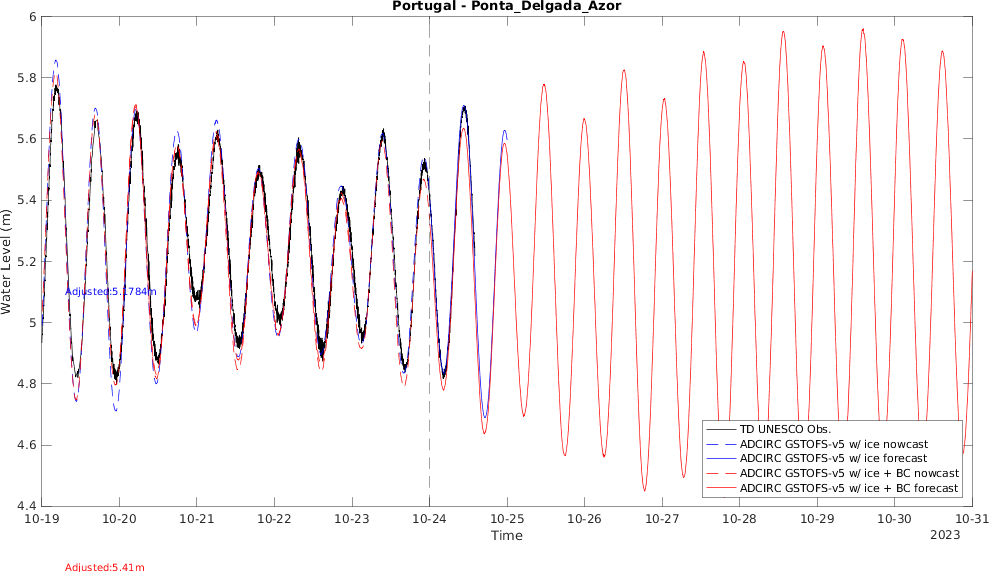 Portugal - Ponta_Delgada_Azor
6
5.8
5.6
5.4
5.2
5
4.8
4.6
4.4
Water Level (m)
Adjusted:5.1784m
TD UNESCO Obs.
ADCIRC GSTOFS-v5 w/ ice nowcast
ADCIRC GSTOFS-v5 w/ ice forecast
ADCIRC GSTOFS-v5 w/ ice + BC nowcast
ADCIRC GSTOFS-v5 w/ ice + BC forecast
10-19 10-20 10-21 10-22 10-23 10-24 10-25 10-26 10-27 10-28 10-29 10-30 10-31
Time
2023
Adjusted:5.41m